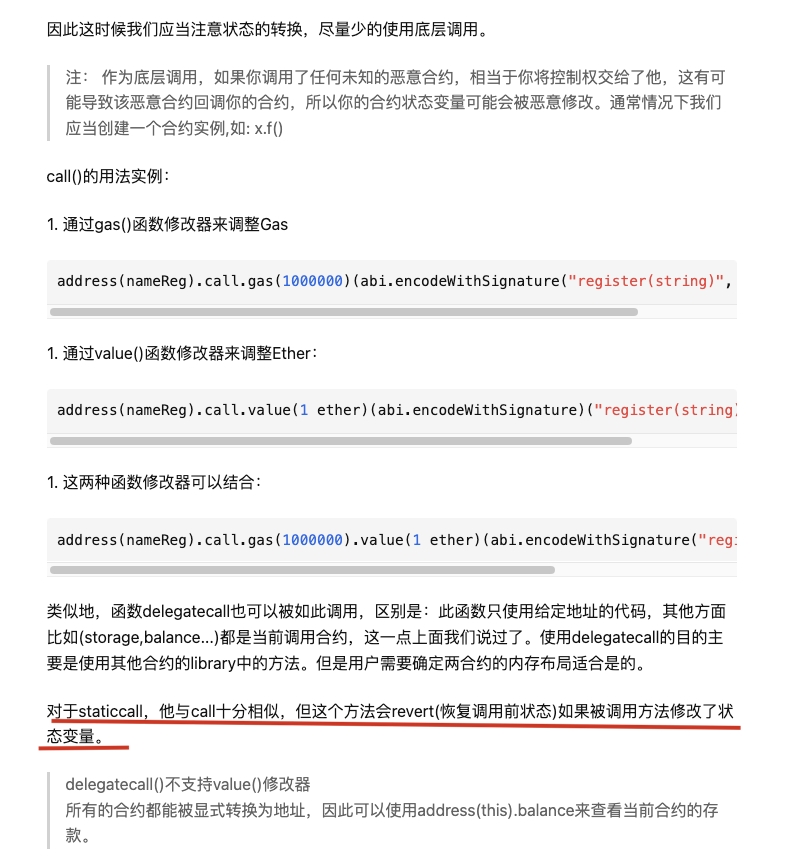 因此这时候我们应当注意状态的转换，尽量少的使用底层调用。
注： 作为底层调用，如果你调用了任何未知的恶意合约，相当于你将控制权交给了他，这有可
能导致该恶意合约回调你的合约，所以你的合约状态变量可能会被恶意修改。通常情况下我们
应当创建一个合约实例,如: x.f()
call()的用法实例：
1. 通过gas()函数修改器来调整Gas
address(nameReg).call.gas(1000000)(abi.encodeWithSignature("register(string)",
1. 通过value()函数修改器来调整Ether：
address(nameReg).call.value(1 ether)(abi.encodeWithSignature)("register(string)
1. 这两种函数修改器可以结合：
address(nameReg).call.gas(1000000).value(1 ether)(abi.encodeWithSignature("regi
类似地，函数delegatecall也可以被如此调用，区别是：此函数只使用给定地址的代码，其他方面
比如(storage,balance...)都是当前调用合约，这一点上面我们说过了。使用delegatecall的目的主
要是使用其他合约的library中的方法。但是用户需要确定两合约的内存布局适合是的。
对于staticcall，他与call十分相似，但这个方法会revert(恢复调用前状态)如果被调用方法修改了状
态变量。
delegatecall()不支持value()修改器
所有的合约都能被显式转换为地址，因此可以使用address(this).balance来查看当前合约的存
款。